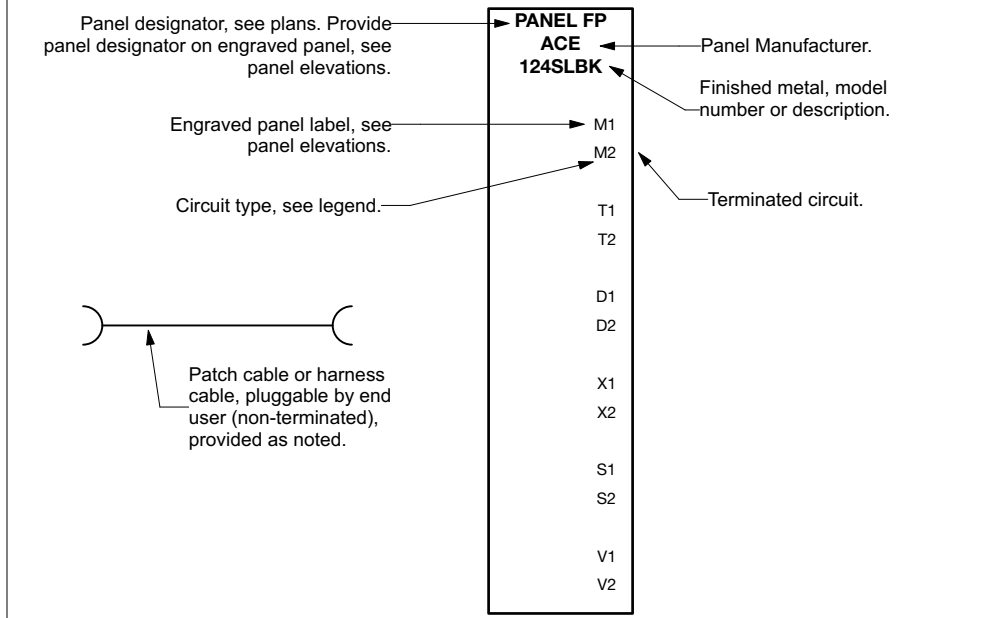 Panel designator, see plans. Provide
panel designator on engraved panel, see
panel elevations.
PANEL FP
ACE
124SLBK
Panel Manufacturer.
Finished metal, model
number or description.
Engraved panel label, see
panel elevations.
M1
M2
Circuit type, see legend.
Terminated circuit.
T1
T2
D1
D2
Patch cable or harness
cable, pluggable by end
user (non-terminated),
provided as noted.
X1
X2
S1
S2
V1
V2